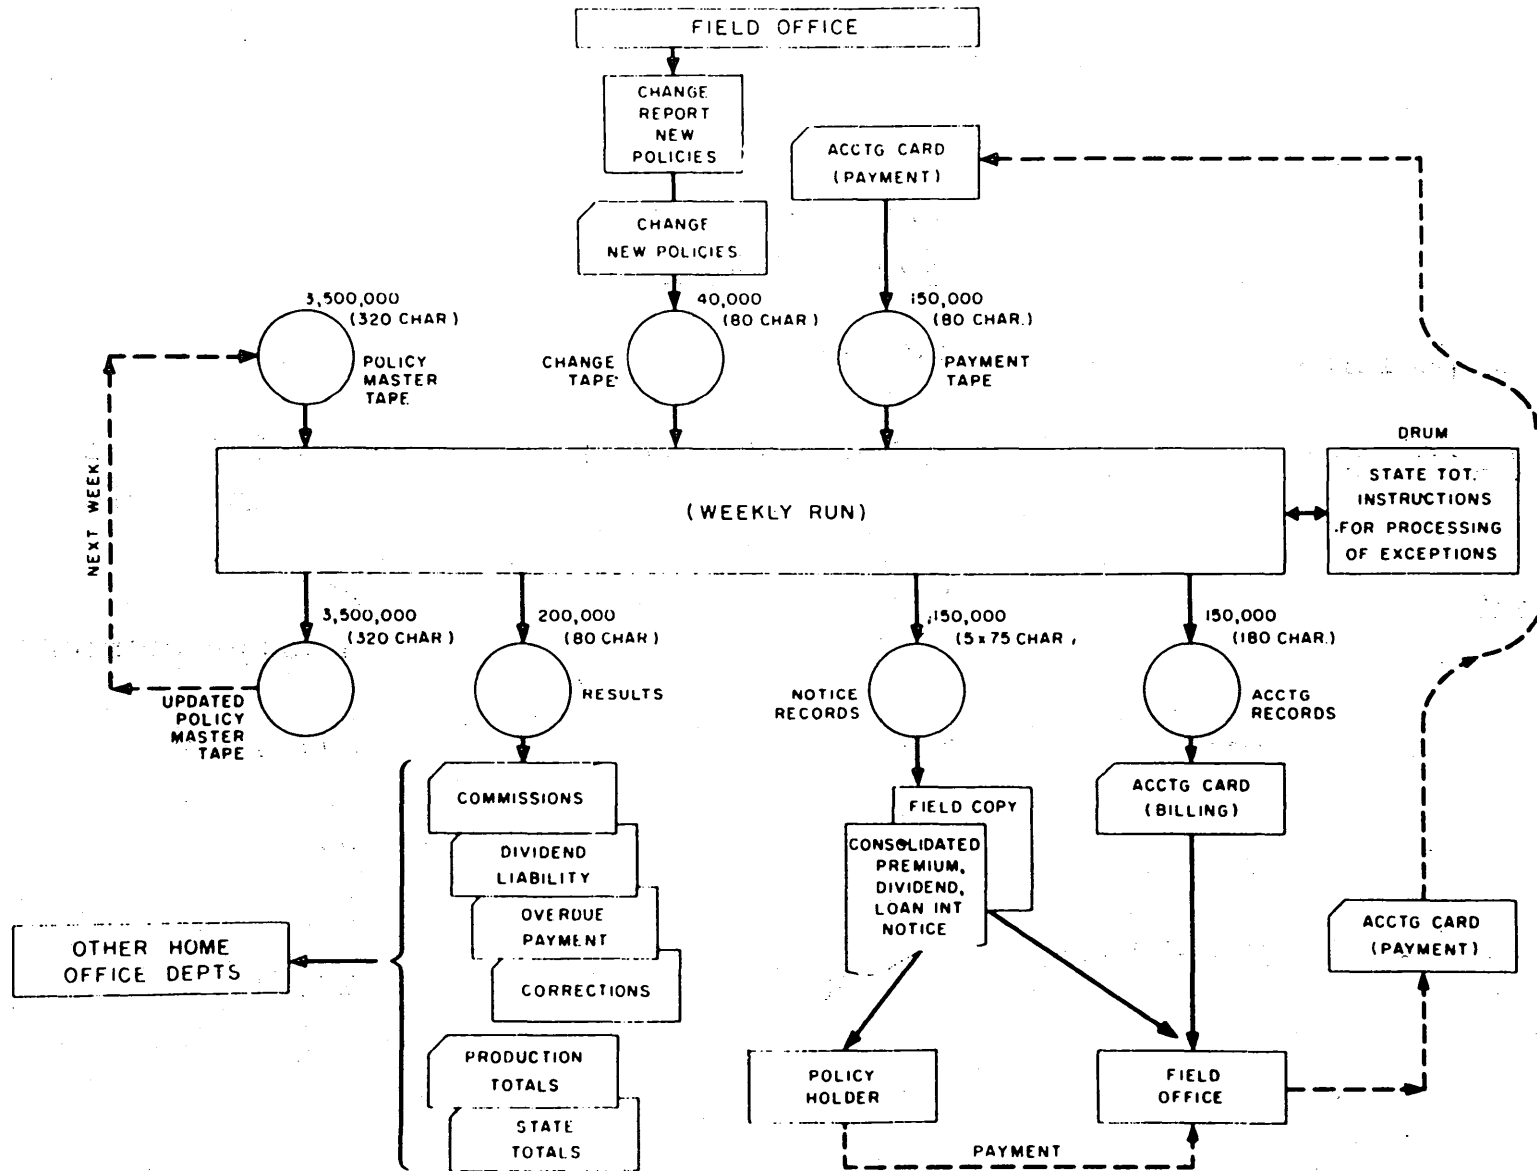 FIELD OFFICE
CHANGE
REPORT
NEW
POLICIES
ACCTG CARD
(PAYMENT)
CHANGE
NEW POLICIES
3,500,000
(320 CHAR)
40,000
(80 CHAR)
150,000
(80 CHAR.)
POLICY
MASTER
TAPE
CHANGE
TAPE
PAYMENT
TAPE
NEXT WEEK
(WEEKLY RUN)
DRUM
STATE TOT.
INSTRUCTIONS
FOR PROCESSING
OF EXCEPTIONS
3,500,000
(320 CHAR)
200,000
(80 CHAR)
150,000
(5 x 75 CHAR,
150,000
(180 CHAR.)
UPDATED
POLICY
MASTER
TAPE
RESULTS
NOTICE
RECORDS
ACCTG
RECORDS
COMMISSIONS
DIVIDEND
LIABILITY
OVERDUE
PAYMENT
CORRECTIONS
PRODUCTION
TOTALS
STATE
TOTALS
OTHER HOME
OFFICE DEPTS
FIELD COPY
CONSOLIDATED
PREMIUM,
DIVIDEND,
LOAN INT
NOTICE
ACCTG CARD
(BILLING)
ACCTG CARD
(PAYMENT)
POLICY
HOLDER
FIELD
OFFICE
PAYMENT